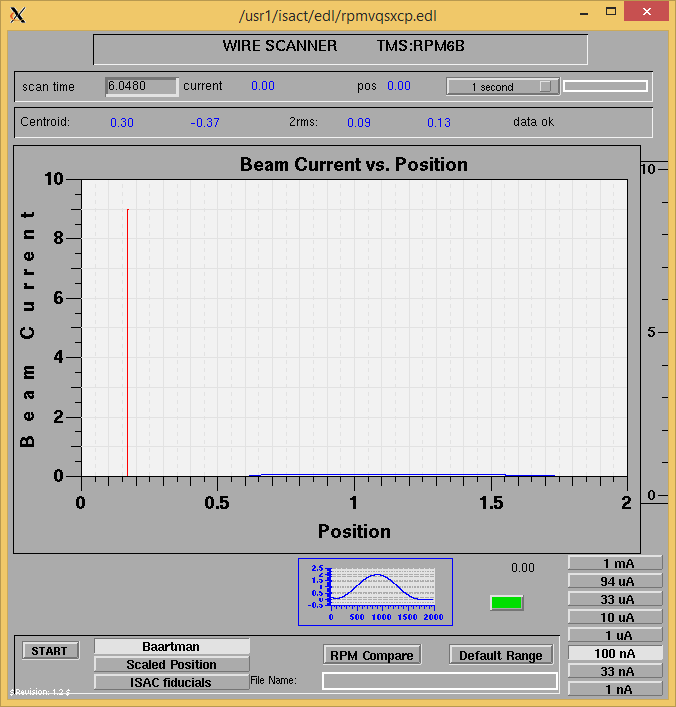 /usr1/isact/edl/rpmvqsxcp.edl
WIRE SCANNER TMS:RPM6B
scan time 6.0480 current 0.00 pos 0.00 1 second
Centroid: 0.30 -0.37 2rms: 0.09 0.13 data ok
Beam Current vs. Position
Beam Current
10
8
6
4
2
0
0 0.5 1 1.5 2
Position
10
5
0
2.5
1.5
0.5
-0.5
0 500 1000 1500 2000
0.00
1 mA
94 uA
33 uA
10 uA
1 uA
100 nA
33 nA
1 nA
START
Baartman
Scaled Position
ISAC fiducials
RPM Compare
Default Range
File Name:
$Revision: 1.2 $